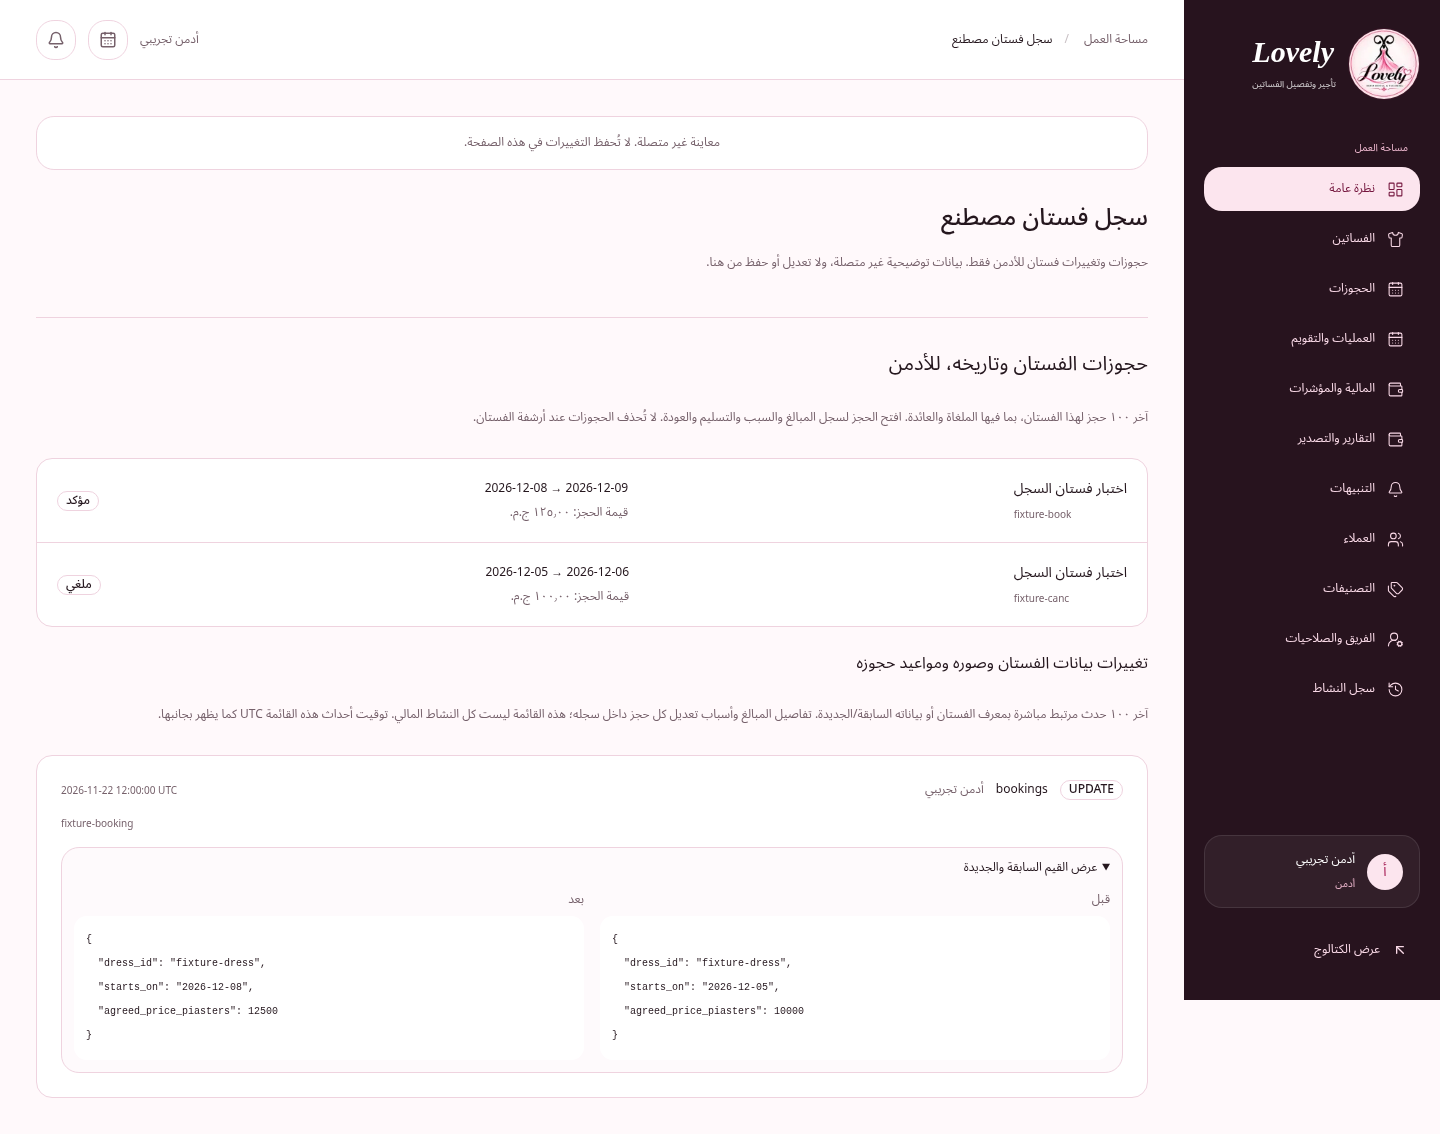 Lovely
Lovely
تأجير وتفصيل الفساتين
مساحة العمل
نظرة عامة
الفساتين
الحجوزات
العمليات والتقويم
المالية والمؤشرات
التقارير والتصدير
التنبيهات
العملاء
التصنيفات
الفريق والصلاحيات
سجل النشاط
أ
أدمن تجريبي
أدمن
عرض الكتالوج
مساحة العمل / سجل فستان مصطنع
أدمن تجريبي
معاينة غير متصلة. لا تُحفظ التغييرات في هذه الصفحة.
سجل فستان مصطنع
حجوزات وتغييرات فستان للأدمن فقط. بيانات توضيحية غير متصلة، ولا تعديل أو حفظ من هنا.
حجوزات الفستان وتاريخه، للأدمن
آخر ١٠٠ حجز لهذا الفستان، بما فيها الملغاة والعائدة. افتح الحجز لسجل المبالغ والسبب والتسليم والعودة. لا تُحذف الحجوزات عند أرشفة الفستان.
اختبار فستان السجل
fixture-book
2026-12-08 → 2026-12-09
قيمة الحجز: ١٢٥٫٠٠ ج.م.
مؤكد
اختبار فستان السجل
fixture-canc
2026-12-05 → 2026-12-06
قيمة الحجز: ١٠٠٫٠٠ ج.م.
ملغي
تغييرات بيانات الفستان وصوره ومواعيد حجوزه
آخر ١٠٠ حدث مرتبط مباشرة بمعرف الفستان أو بياناته السابقة/الجديدة. تفاصيل المبالغ وأسباب تعديل كل حجز داخل سجله؛ هذه القائمة ليست كل النشاط المالي. توقيت أحداث هذه القائمة UTC كما يظهر بجانبها.
UPDATE bookings أدمن تجريبي
2026-11-22 12:00:00 UTC
fixture-booking
▼ عرض القيم السابقة والجديدة
قبل
{
"dress_id": "fixture-dress",
"starts_on": "2026-12-05",
"agreed_price_piasters": 10000
}
بعد
{
"dress_id": "fixture-dress",
"starts_on": "2026-12-08",
"agreed_price_piasters": 12500
}